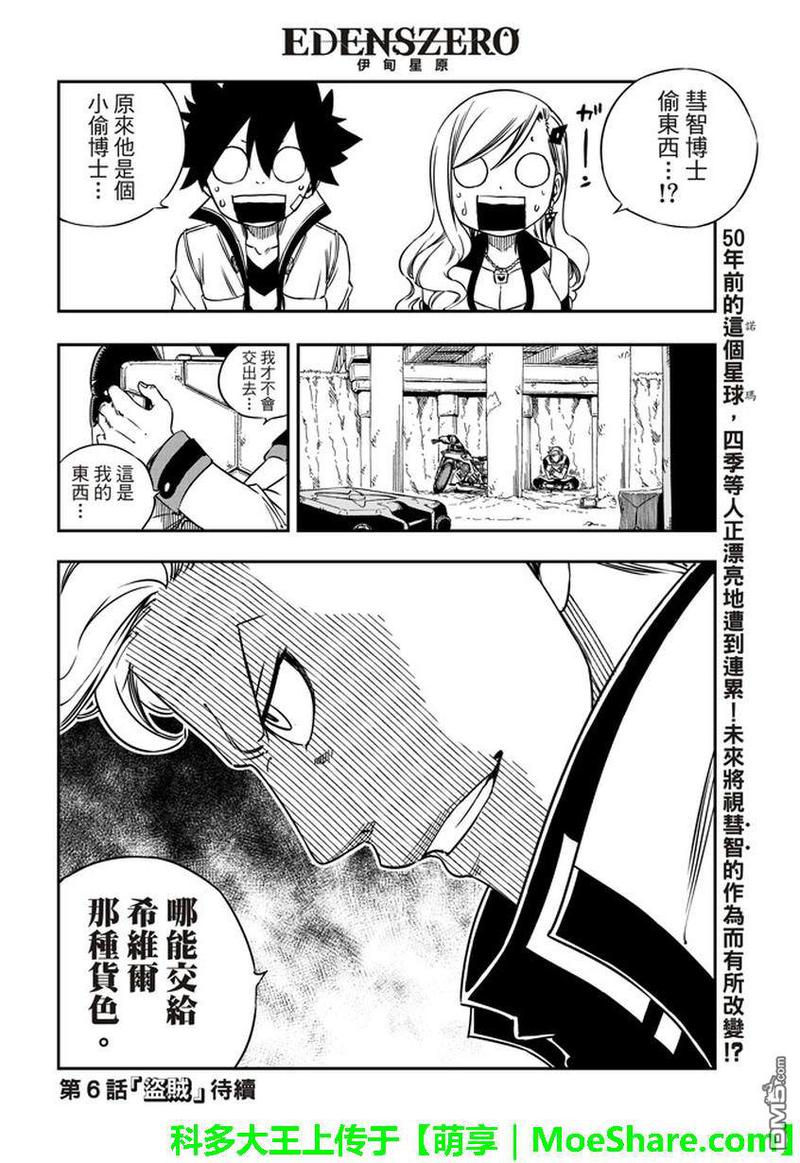 EDENSZERO
伊甸星原
彗智博士
偷東西…!?
ガーン!
原來他是個
小偷博士…
我才不會
交出去…
這是
我的
東西…
哪能交給
希維爾
那種貨色。
50年前的這個星球，四季等人正漂亮地遭到連累！未來將視彗智的作為而有所改變!?
諾瑪
第6話『盜賊』待續
科多大王上传于【萌享｜MoeShare.com】
DM5.com